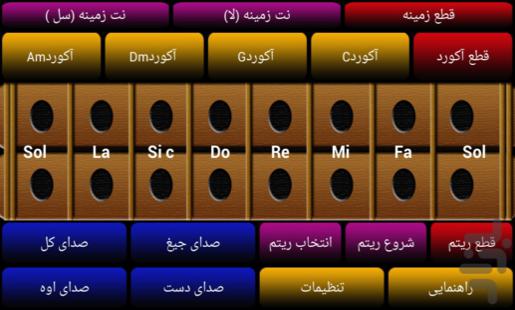 قطع زمینه
نت زمینه (لا)
نت زمینه (سل )
قطع آکورد
آکوردC
آکوردG
آکوردDm
آکوردAm
Sol La Si c Do Re Mi Fa Sol
قطع ریتم
شروع ریتم
انتخاب ریتم
صدای جیغ
صدای کل
راهنمایی
تنظیمات
صدای دست
صدای اوه